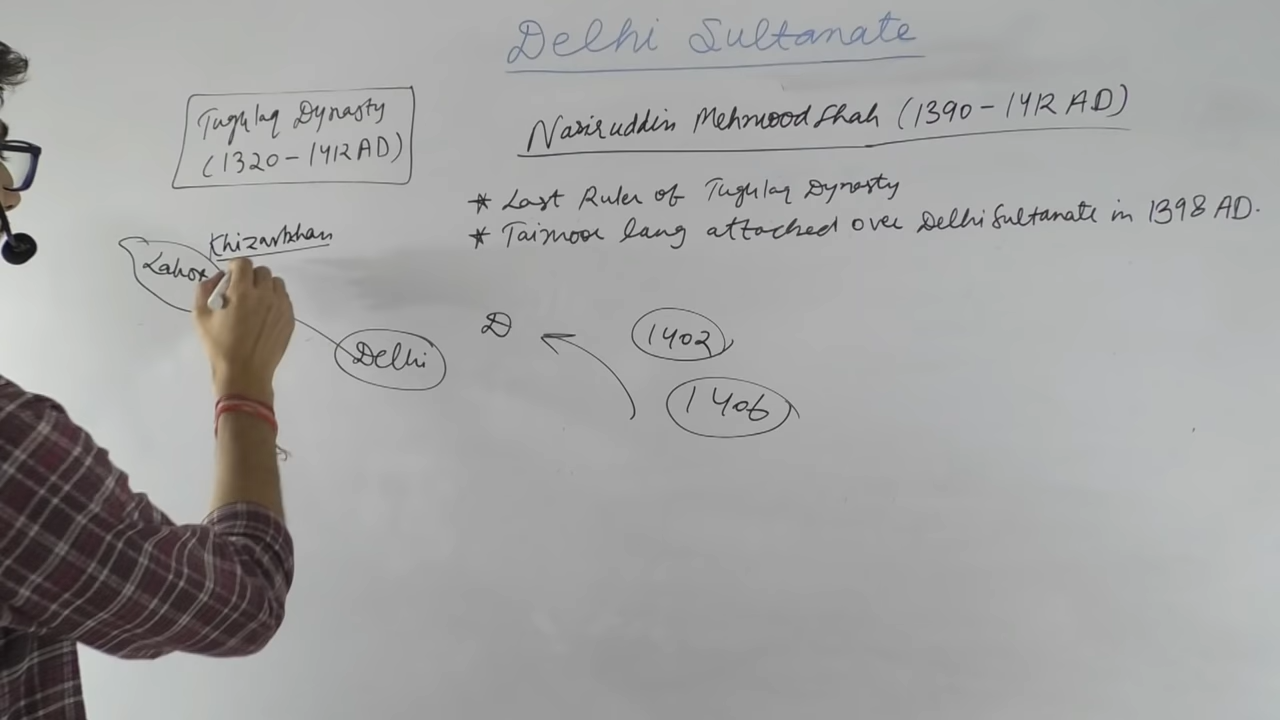 Delhi Sultanate
Tughlaq Dynasty
(1320-1412 AD)
Nasiruddin Mehmood Shah (1390-1412 AD)
* Last Ruler of Tughlaq Dynasty
* Taimoor lang attacked over Delhi Sultanate in 1398 AD.
Khizarkhan
Lahor
Delhi
D
1402
1406